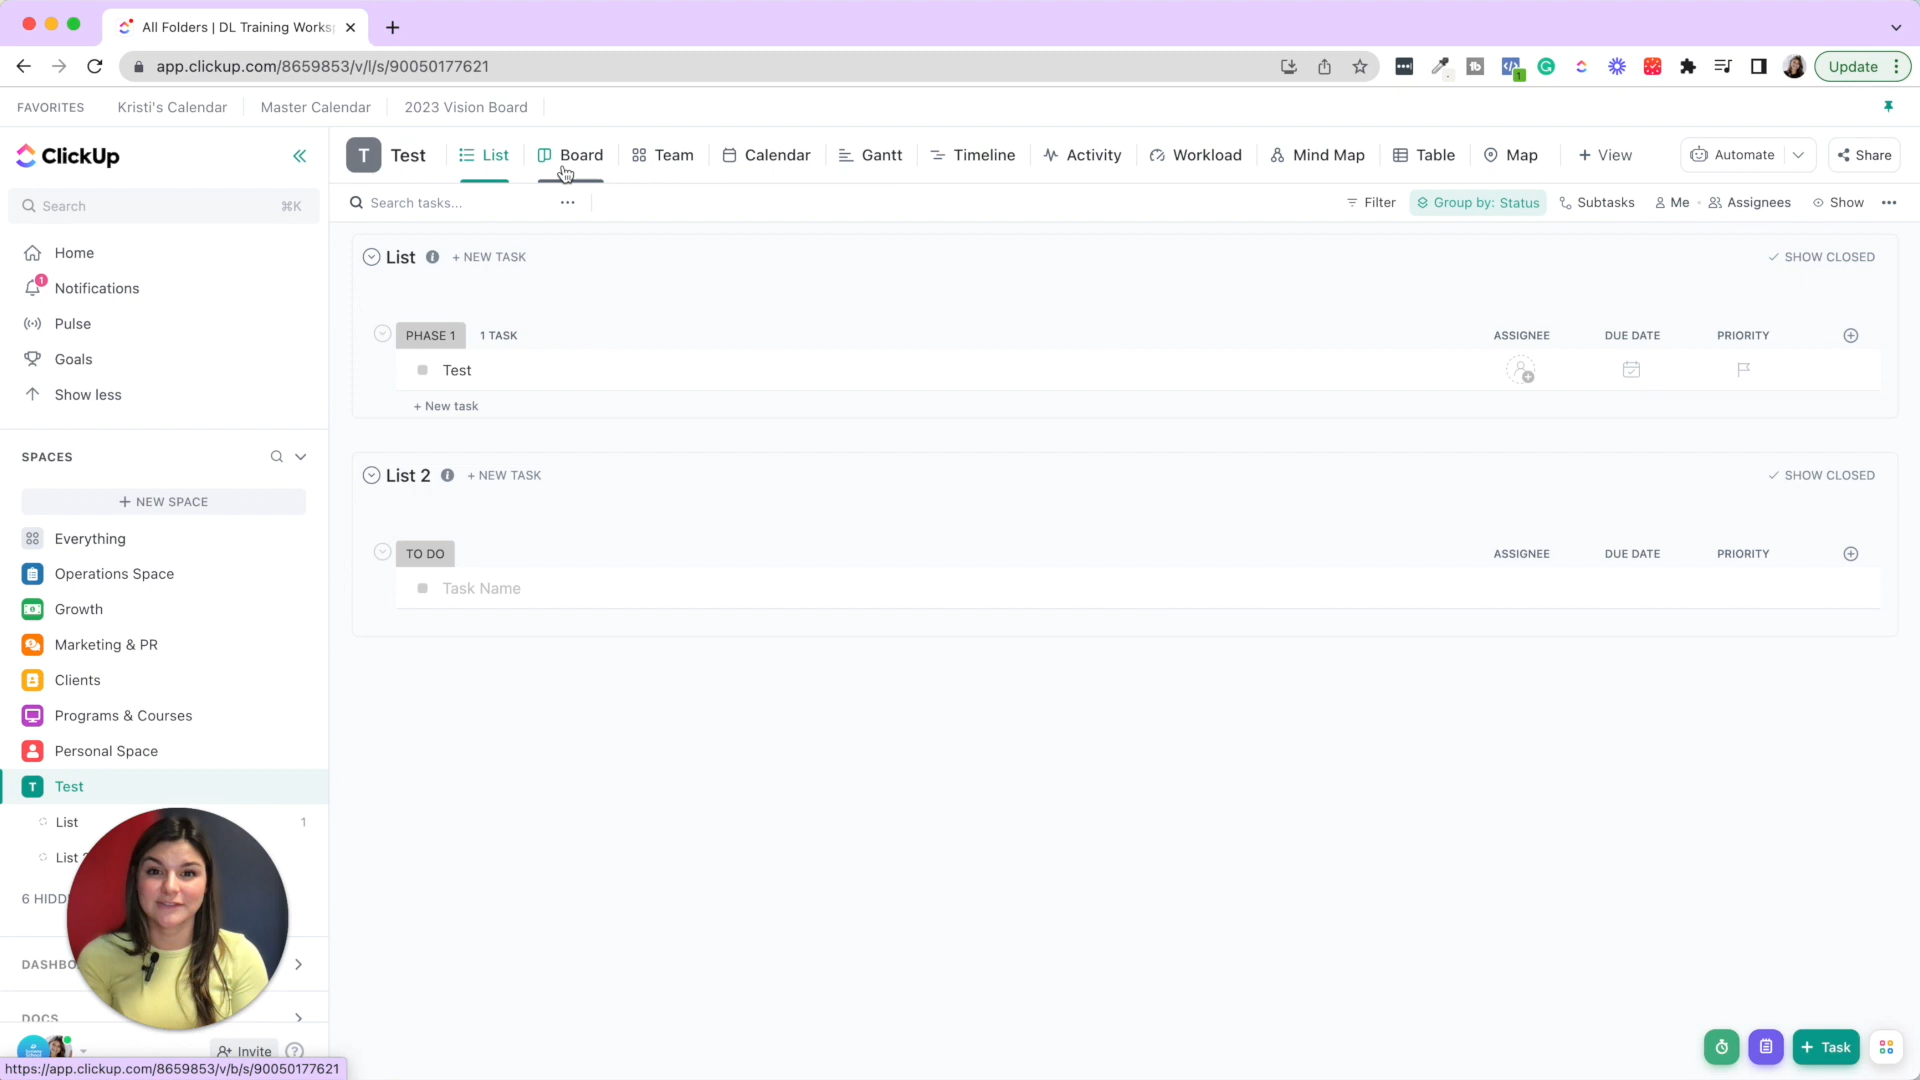 All Folders | DL Training Works
app.clickup.com/8659853/v/l/s/90050177621
1
Update
FAVORITES
Kristi's Calendar
Master Calendar
2023 Vision Board
ClickUp
T
Test
List
Board
Team
Calendar
Gantt
Timeline
Activity
Workload
Mind Map
Table
Map
+ View
Automate
Share
Search
⌘K
Search tasks...
Filter
Group by: Status
Subtasks
Me
Assignees
Show
Home
1
Notifications
Pulse
Goals
Show less
List
+ NEW TASK
SHOW CLOSED
PHASE 1
1 TASK
ASSIGNEE
DUE DATE
PRIORITY
Test
+ New task
List 2
+ NEW TASK
SHOW CLOSED
TO DO
ASSIGNEE
DUE DATE
PRIORITY
Task Name
SPACES
+ NEW SPACE
Everything
Operations Space
Growth
Marketing & PR
Clients
Programs & Courses
Personal Space
T
Test
List
1
List
6 HIDD
DASHBO
DOCS
Invite
?
https://app.clickup.com/8659853/v/b/s/90050177621
+ Task